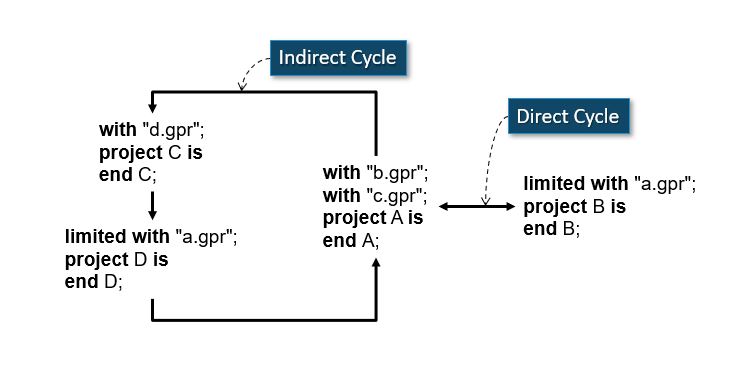 Indirect Cycle
Direct Cycle
with "d.gpr";
project C is
end C;
limited with "a.gpr";
project D is
end D;
with "b.gpr";
with "c.gpr";
project A is
end A;
limited with "a.gpr";
project B is
end B;